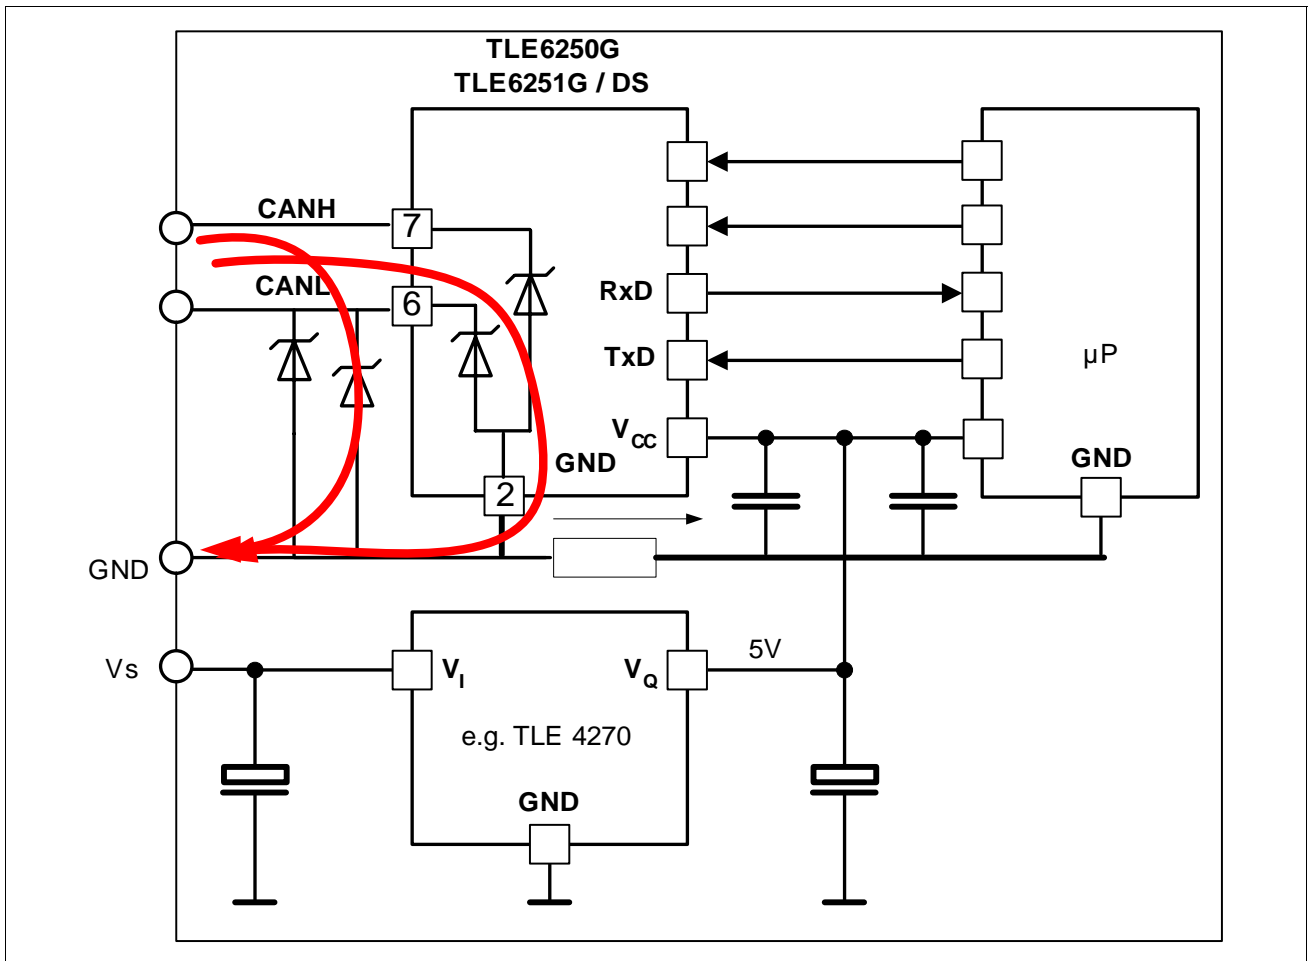 TLE6250G
TLE6251G / DS
CANH
7
CANL
6
RxD
TxD
µP
VCC
GND
GND
2
GND
Vs
VI
VQ
5V
e.g. TLE 4270
GND